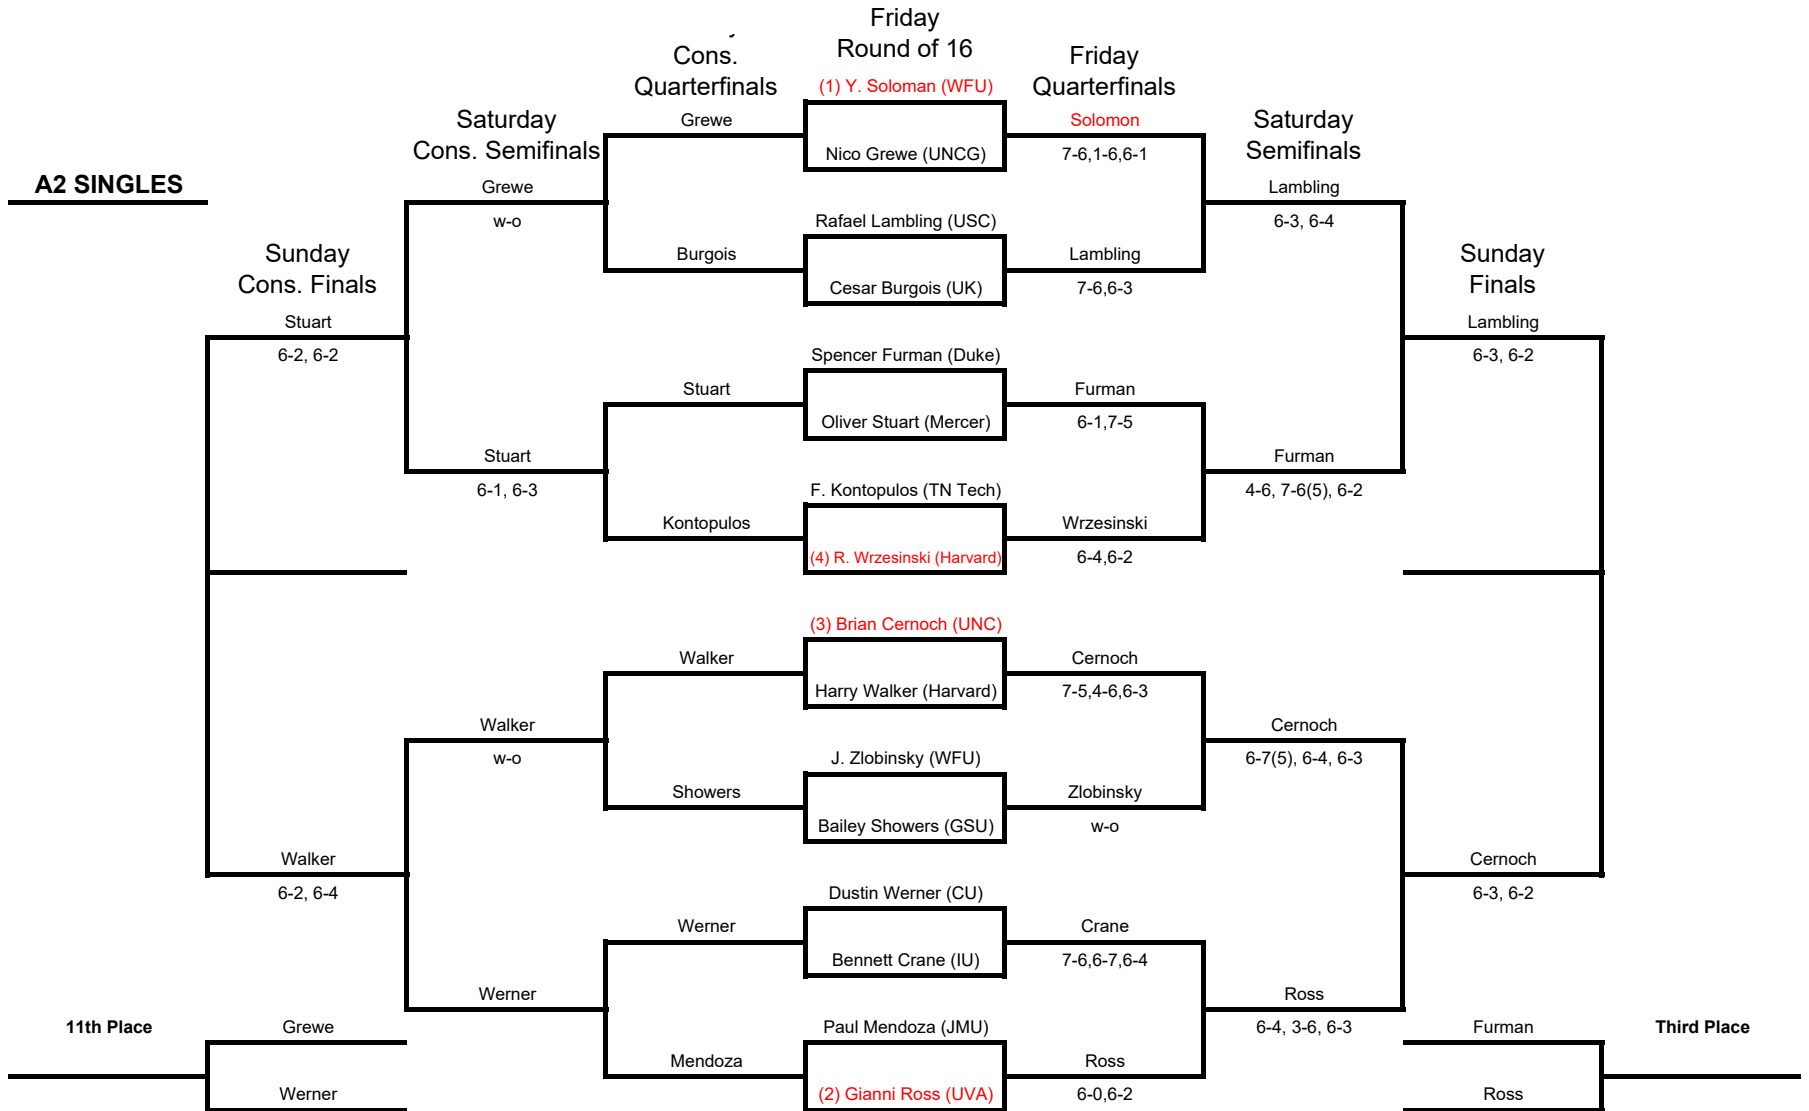 Friday
Round of 16
Cons.
Quarterfinals
Friday
Quarterfinals
(1) Y. Soloman (WFU)
Saturday
Cons. Semifinals
Grewe
Solomon
Saturday
Semifinals
Nico Grewe (UNCG)
7-6,1-6,6-1
A2 SINGLES
Grewe
w-o
Lambling
6-3, 6-4
Rafael Lambling (USC)
Sunday
Cons. Finals
Burgois
Lambling
Sunday
Finals
Cesar Burgois (UK)
7-6,6-3
Stuart
6-2, 6-2
Lambling
6-3, 6-2
Spencer Furman (Duke)
Stuart
Furman
Oliver Stuart (Mercer)
6-1,7-5
Stuart
6-1, 6-3
Furman
4-6, 7-6(5), 6-2
F. Kontopulos (TN Tech)
Kontopulos
Wrzesinski
(4) R. Wrzesinski (Harvard)
6-4,6-2
(3) Brian Cernoch (UNC)
Walker
Cernoch
Harry Walker (Harvard)
7-5,4-6,6-3
Walker
w-o
Cernoch
6-7(5), 6-4, 6-3
J. Zlobinsky (WFU)
Showers
Zlobinsky
Bailey Showers (GSU)
w-o
Walker
6-2, 6-4
Cernoch
6-3, 6-2
Dustin Werner (CU)
Werner
Crane
Bennett Crane (IU)
7-6,6-7,6-4
Werner
Ross
6-4, 3-6, 6-3
11th Place
Grewe
Paul Mendoza (JMU)
Furman
Third Place
Mendoza
Ross
Werner
(2) Gianni Ross (UVA)
6-0,6-2
Ross